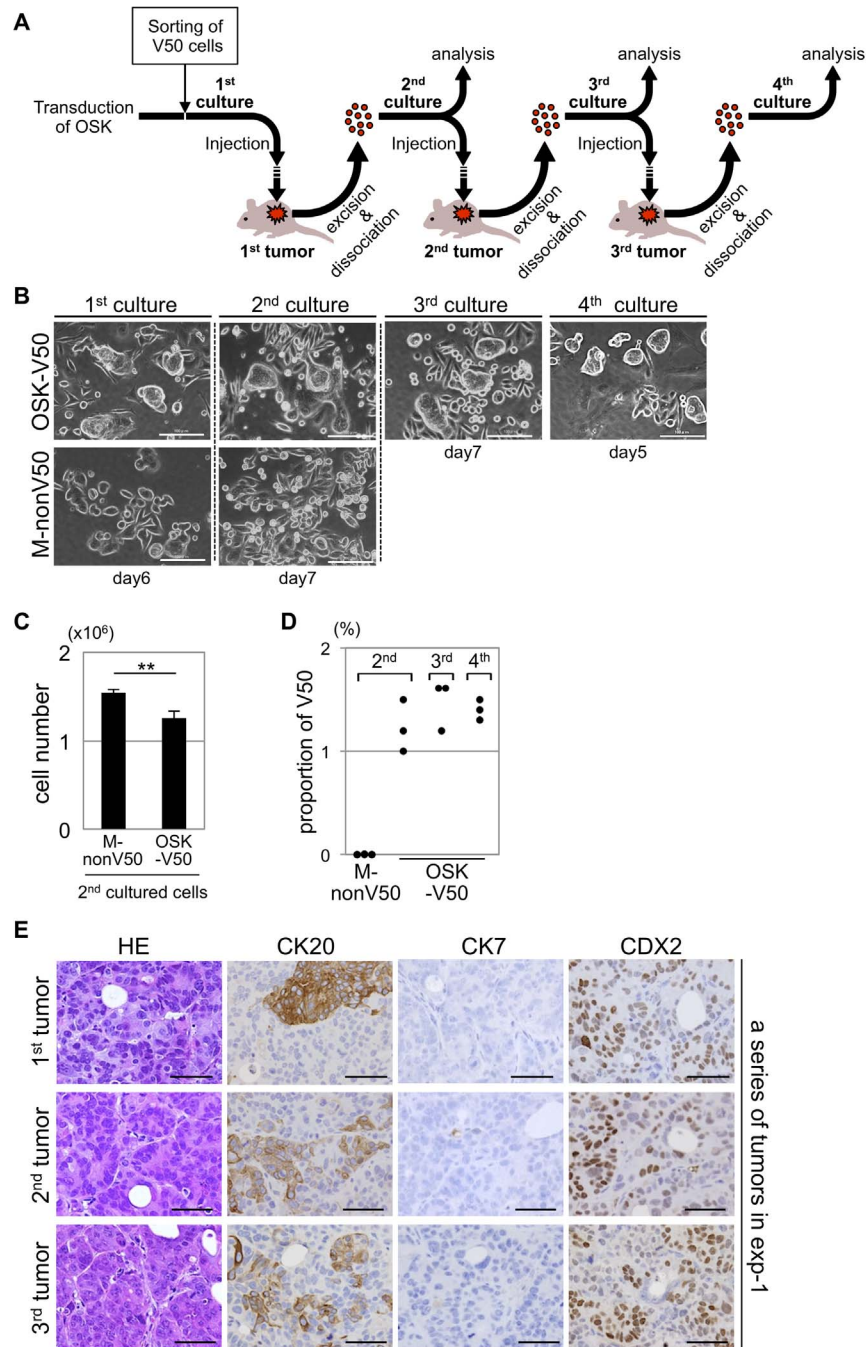 A
Sorting of
V50 cells
Transduction
of OSK
1st
culture
Injection
1st tumor
excision
&
dissociation
analysis
2nd
culture
Injection
2nd tumor
excision
&
dissociation
analysis
3rd
culture
Injection
3rd tumor
excision
&
dissociation
analysis
4th
culture
B
1st culture 2nd culture 3rd culture 4th culture
OSK-V50
day7 day5
M-nonV50
day6 day7
C
(x10⁶)
2
1
0
cell number
**
M-
nonV50
OSK
-V50
2nd cultured cells
D
(%)
2
1
0
proportion of V50
2nd 3rd 4th
M-
nonV50
OSK
-V50
E
HE CK20 CK7 CDX2
1st tumor
2nd tumor
3rd tumor
a series of tumors in exp-1